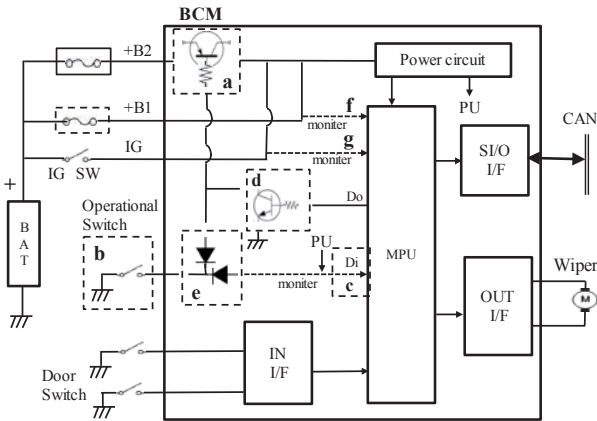 BCM
+B2
a
Power circuit
+B1
f
moniter
PU
CAN
IG
g
moniter
SI/O
I/F
IG SW
+
d
Do
Operational
Switch
BAT
b
PU
MPU
Di
e
moniter
c
OUT
I/F
Wiper
M
IN
I/F
Door
Switch